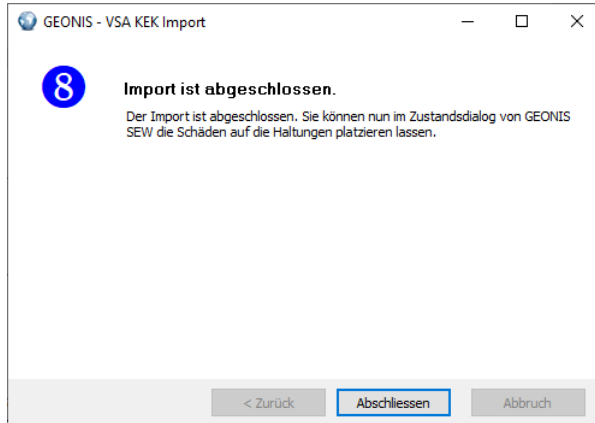 GEONIS - VSA KEK Import
8
Import ist abgeschlossen.
Der Import ist abgeschlossen. Sie können nun im Zustandsdialog von GEONIS
SEW die Schäden auf die Haltungen platzieren lassen.
< Zurück Abschliessen Abbruch